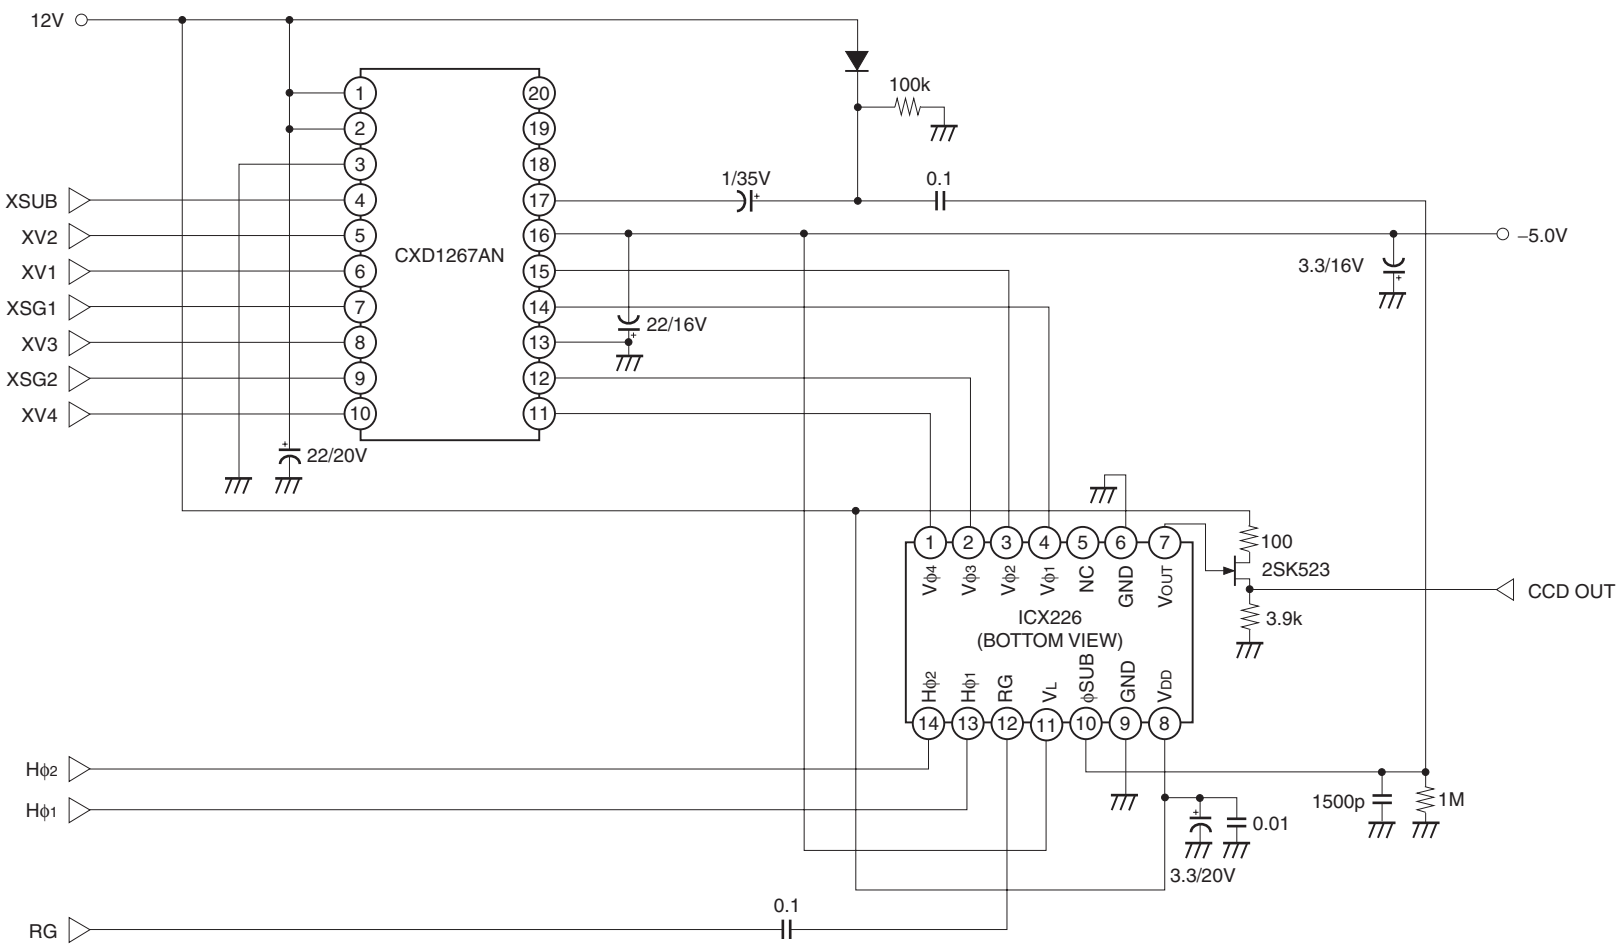 12V
100k
1
20
2
19
3
18
1/35V
+
0.1
XSUB
4
17
XV2
5
16
–5.0V
CXD1267AN
XV1
6
15
3.3/16V
+
XSG1
7
14
22/16V
+
XV3
8
13
XSG2
9
12
XV4
10
11
+
22/20V
1
2
3
4
5
6
7
100
2SK523
Vϕ4
Vϕ3
Vϕ2
Vϕ1
NC
GND
VOUT
CCD OUT
ICX226
(BOTTOM VIEW)
3.9k
Hϕ2
Hϕ1
RG
VL
ϕSUB
GND
VDD
14
13
12
11
10
9
8
Hϕ2
Hϕ1
1500p
1M
+
0.01
3.3/20V
0.1
RG